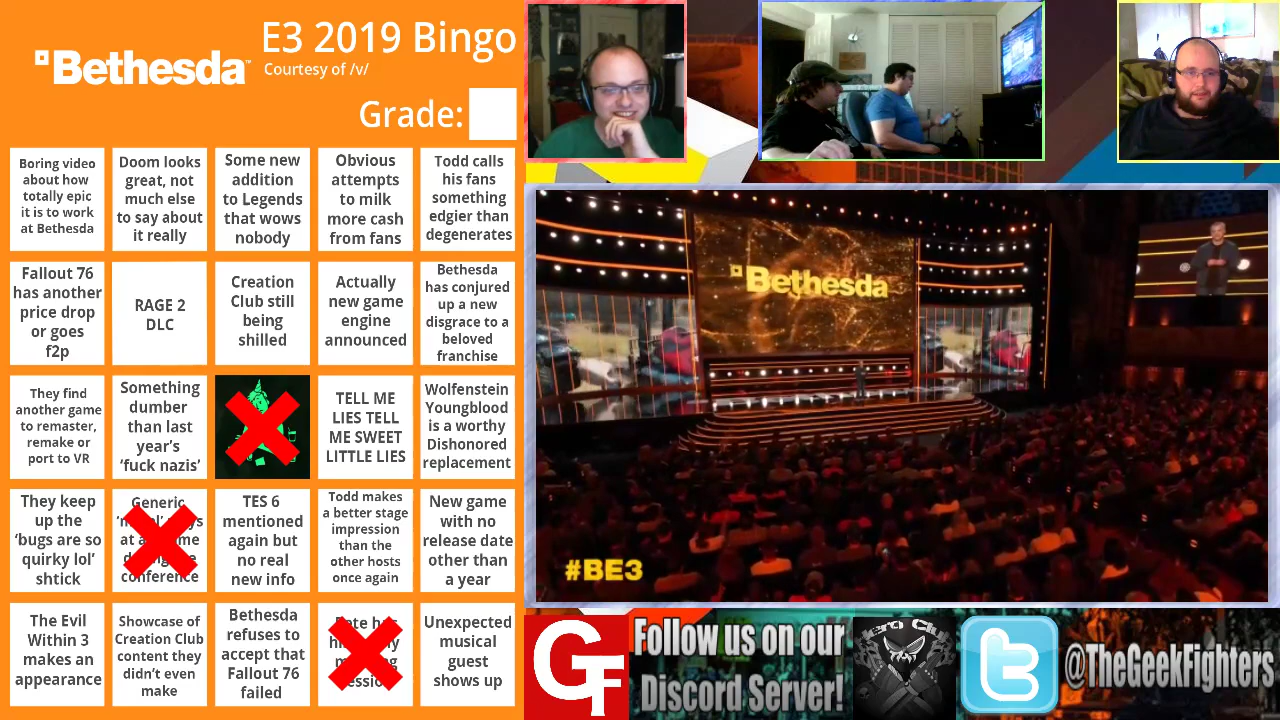 Bethesda
E3 2019 Bingo
Courtesy of /v/
Grade:
Boring video
about how
totally epic
it is to work
at Bethesda
Doom looks
great, not
much else
to say about
it really
Some new
addition
to Legends
that wows
nobody
Obvious
attempts
to milk
more cash
from fans
Todd calls
his fans
something
edgier than
degenerates
Fallout 76
has another
price drop
or goes
f2p
RAGE 2
DLC
Creation
Club still
being
shilled
Actually
new game
engine
announced
Bethesda
has conjured
up a new
disgrace to a
beloved
franchise
They find
another game
to remaster,
remake or
port to VR
Something
dumber
than last
year's
'fuck nazis'
TELL ME
LIES TELL
ME SWEET
LITTLE LIES
Wolfenstein
Youngblood
is a worthy
Dishonored
replacement
They keep
up the
'bugs are so
quirky lol'
shtick
Generic
at
conference
TES 6
mentioned
again but
no real
new info
Todd makes
a better stage
impression
than the
other hosts
once again
New game
with no
release date
other than
a year
The Evil
Within 3
makes an
appearance
Showcase of
Creation Club
content they
didn't even
make
Bethesda
refuses to
accept that
Fallout 76
failed
Unexpected
musical
guest
shows up
Bethesda
#BE3
GF
Follow us on our
Discord Server!
@TheGeekFighters